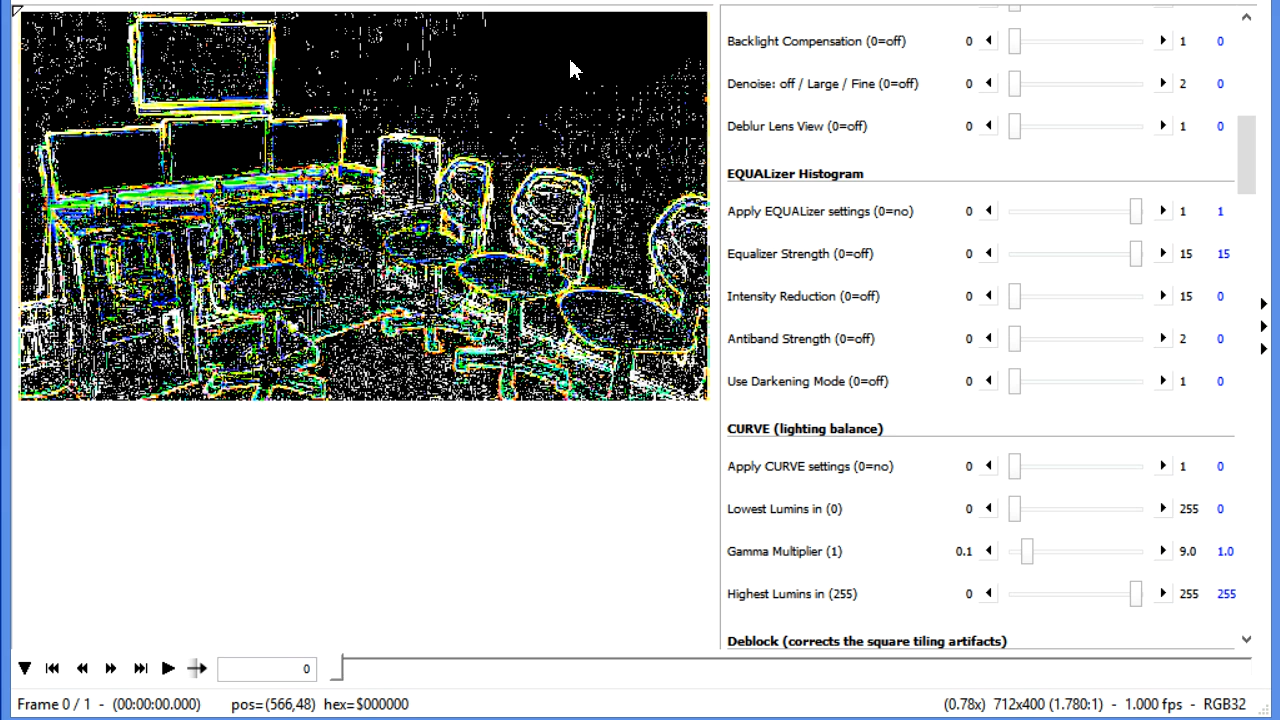 Backlight Compensation (0=off) 0 1 0
Denoise: off / Large / Fine (0=off) 0 2 0
Deblur Lens View (0=off) 0 1 0
EQUALizer Histogram
Apply EQUALizer settings (0=no) 0 1 1
Equalizer Strength (0=off) 0 15 15
Intensity Reduction (0=off) 0 15 0
Antiband Strength (0=off) 0 2 0
Use Darkening Mode (0=off) 0 1 0
CURVE (lighting balance)
Apply CURVE settings (0=no) 0 1 0
Lowest Lumins in (0) 0 255 0
Gamma Multiplier (1) 0.1 9.0 1.0
Highest Lumins in (255) 0 255 255
Deblock (corrects the square tiling artifacts)
0
Frame 0 / 1 - (00:00:00.000) pos=(566,48) hex=$000000 (0.78x) 712x400 (1.780:1) - 1.000 fps - RGB32